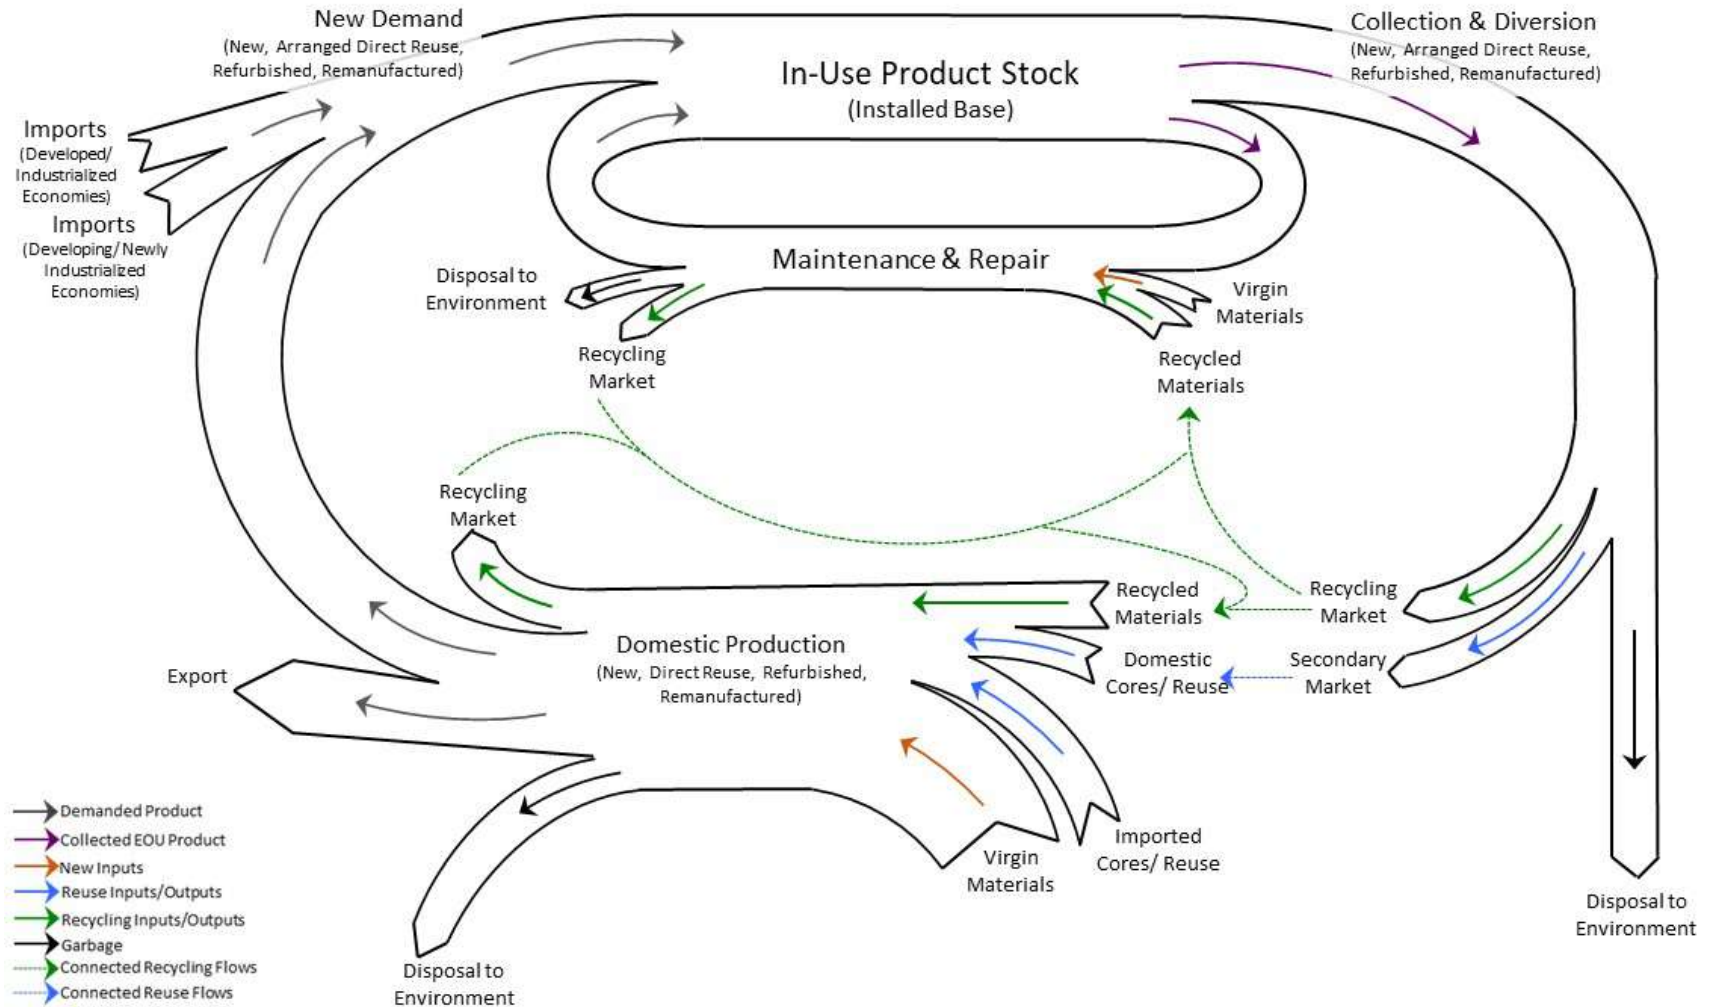 New Demand
(New, Arranged Direct Reuse,
Refurbished, Remanufactured)
Collection & Diversion
(New, Arranged Direct Reuse,
Refurbished, Remanufactured)
In-Use Product Stock
(Installed Base)
Imports
(Developed/
Industrialized
Economies)
Imports
(Developing/Newly
Industrialized
Economies)
Maintenance & Repair
Disposal to
Environment
Virgin
Materials
Recycling
Market
Recycled
Materials
Recycling
Market
Recycled
Materials
Recycling
Market
Domestic Production
(New, Direct Reuse, Refurbished,
Remanufactured)
Domestic
Cores/ Reuse
Secondary
Market
Export
Imported
Cores/ Reuse
Virgin
Materials
Disposal to
Environment
Disposal to
Environment
Demanded Product
Collected EOU Product
New Inputs
Reuse Inputs/Outputs
Recycling Inputs/Outputs
Garbage
Connected Recycling Flows
Connected Reuse Flows